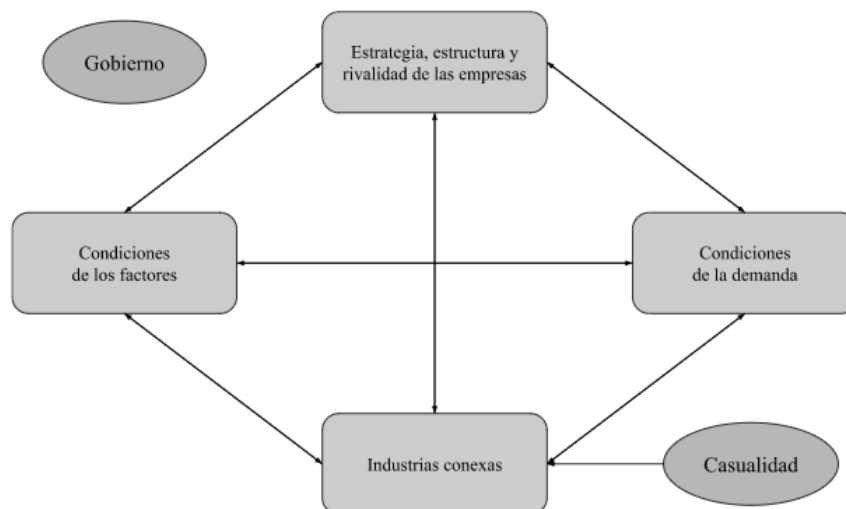 Gobierno
Estrategia, estructura y
rivalidad de las empresas
Condiciones
de los factores
Condiciones
de la demanda
Industrias conexas
Casualidad